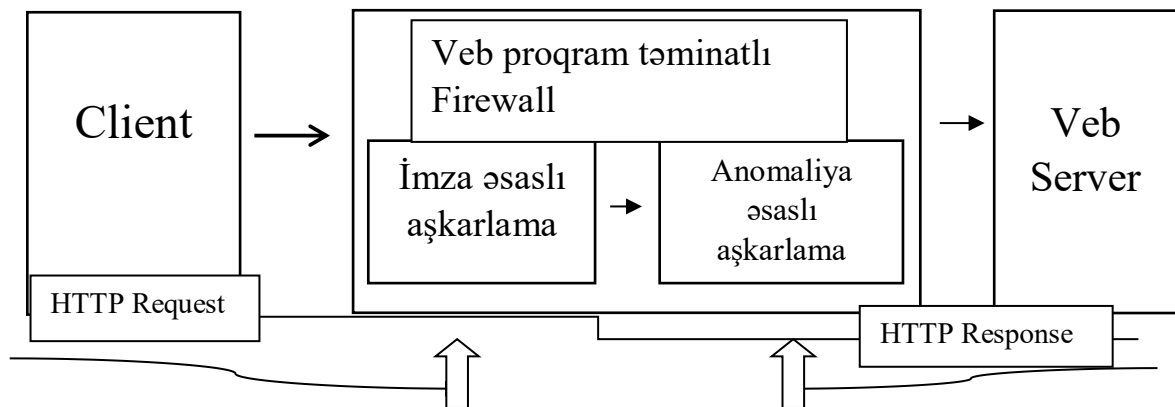 Client
Veb proqram təminatlı
Firewall
İmza əsaslı
aşkarlama
Anomaliya
əsaslı
aşkarlama
Veb
Server
HTTP Request
HTTP Response